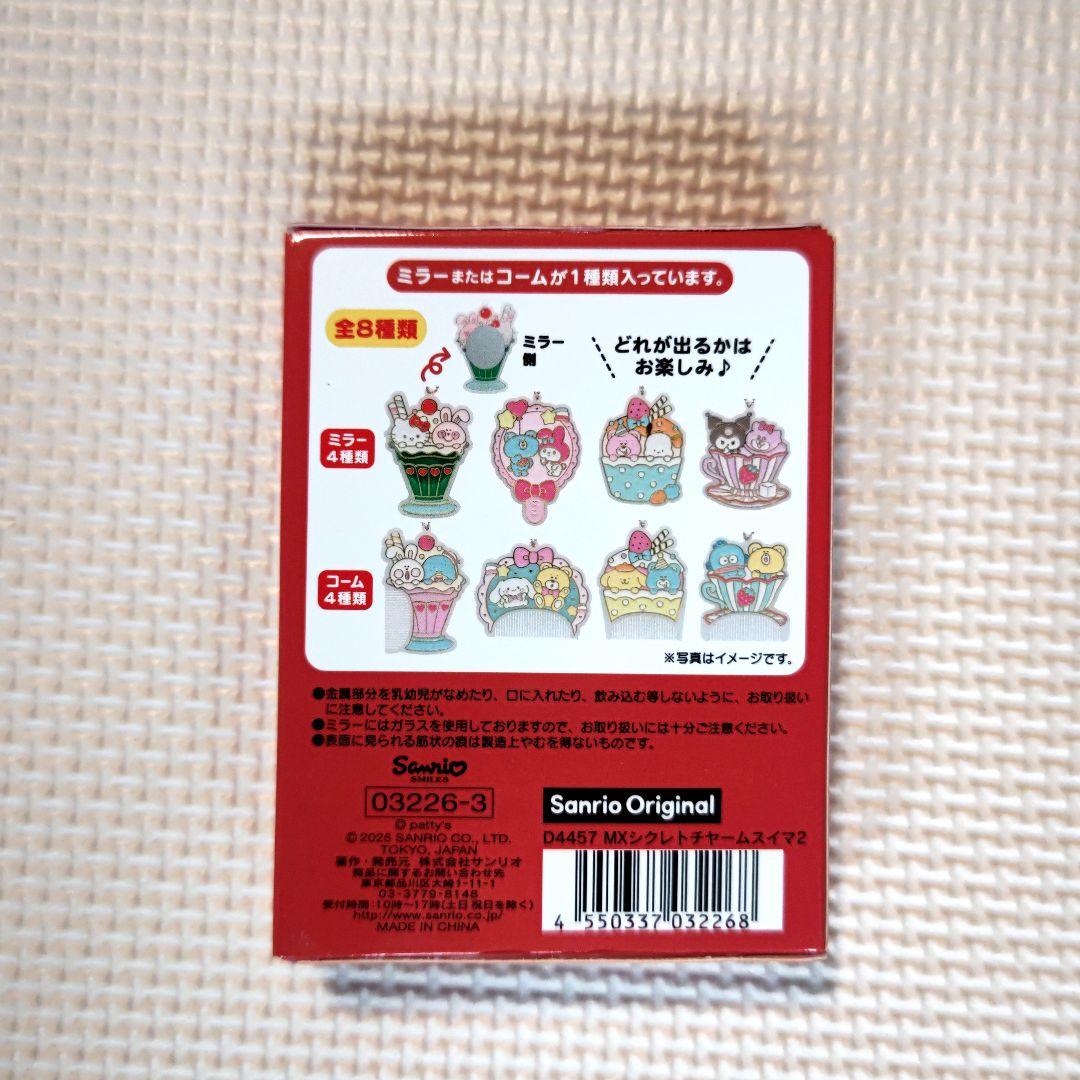 ミラーまたはコームが1種類入っています。
全8種類
ミラー
側
どれが出るかは
お楽しみ♪
ミラー
4種類
コーム
4種類
※写真はイメージです。
●金属部分を乳幼児がなめたり、口に入れたり、飲み込む等しないように、お取り扱い
に注意してください。
●ミラーにはガラスを使用しておりますので、お取り扱いには十分ご注意ください。
●表面に見られる筋状の痕は製造上やむを得ないものです。
Sanrio
SMILES
03226-3
© patty's
© 2025 SANRIO CO., LTD.
TOKYO, JAPAN
著作・発売元 株式会社サンリオ
商品に関するお問い合わせ先
東京都品川区大崎1-11-1
03-3779-8148
受付時間:10時~17時(土日祝日を除く)
http://www.sanrio.co.jp/
MADE IN CHINA
Sanrio Original
D4457 MXシクレトチヤームスイマ2
4 550337 032268